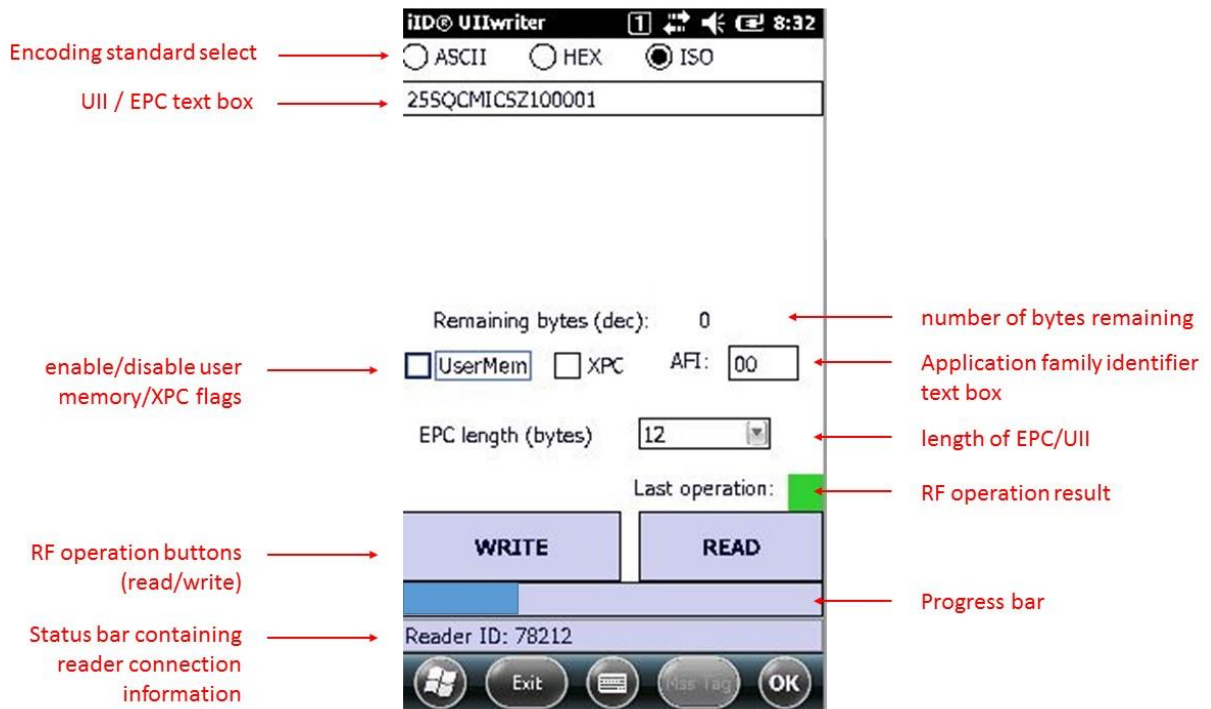 iID® UIIwriter 1 8:32
Encoding standard select
ASCII HEX ISO
UII / EPC text box
25SQCMICSZ100001
Remaining bytes (dec): 0
number of bytes remaining
enable/disable user
memory/XPC flags
UserMem XPC AFI: 00
Application family identifier
text box
EPC length (bytes) 12
length of EPC/UII
Last operation:
RF operation result
RF operation buttons
(read/write)
WRITE READ
Progress bar
Status bar containing
reader connection
information
Reader ID: 78212
Exit Mss Tag OK